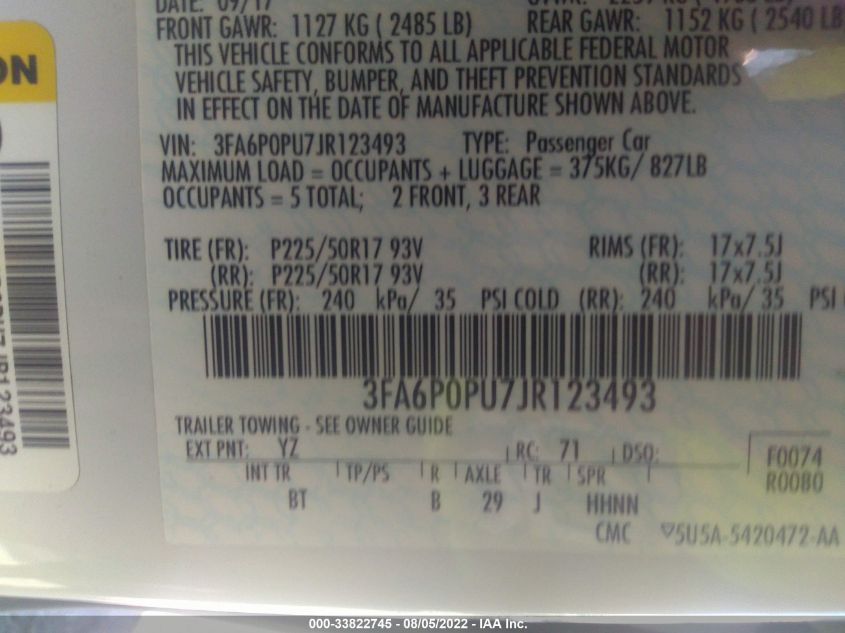 DATE: 09/17
FRONT GAWR: 1127 KG ( 2485 LB) REAR GAWR: 1152 KG ( 2540 LB
THIS VEHICLE CONFORMS TO ALL APPLICABLE FEDERAL MOTOR
VEHICLE SAFETY, BUMPER, AND THEFT PREVENTION STANDARDS
IN EFFECT ON THE DATE OF MANUFACTURE SHOWN ABOVE.
VIN: 3FA6P0PU7JR123493 TYPE: Passenger Car
MAXIMUM LOAD = OCCUPANTS + LUGGAGE = 375KG/ 827LB
OCCUPANTS = 5 TOTAL; 2 FRONT, 3 REAR
TIRE (FR): P225/50R17 93V RIMS (FR): 17x7.5J
(RR): P225/50R17 93V (RR): 17x7.5J
PRESSURE (FR): 240 kPa/ 35 PSI COLD (RR): 240 kPa/ 35 PSI
3FA6P0PU7JR123493
TRAILER TOWING - SEE OWNER GUIDE
EXT PNT: YZ RC: 71 DSO: F0074
INT TR TP/PS R AXLE TR SPR R0080
BT B 29 J HHNN
CMC 5U5A-5420472-AA
ON
JR123493
000-33822745 - 08/05/2022 - IAA Inc.